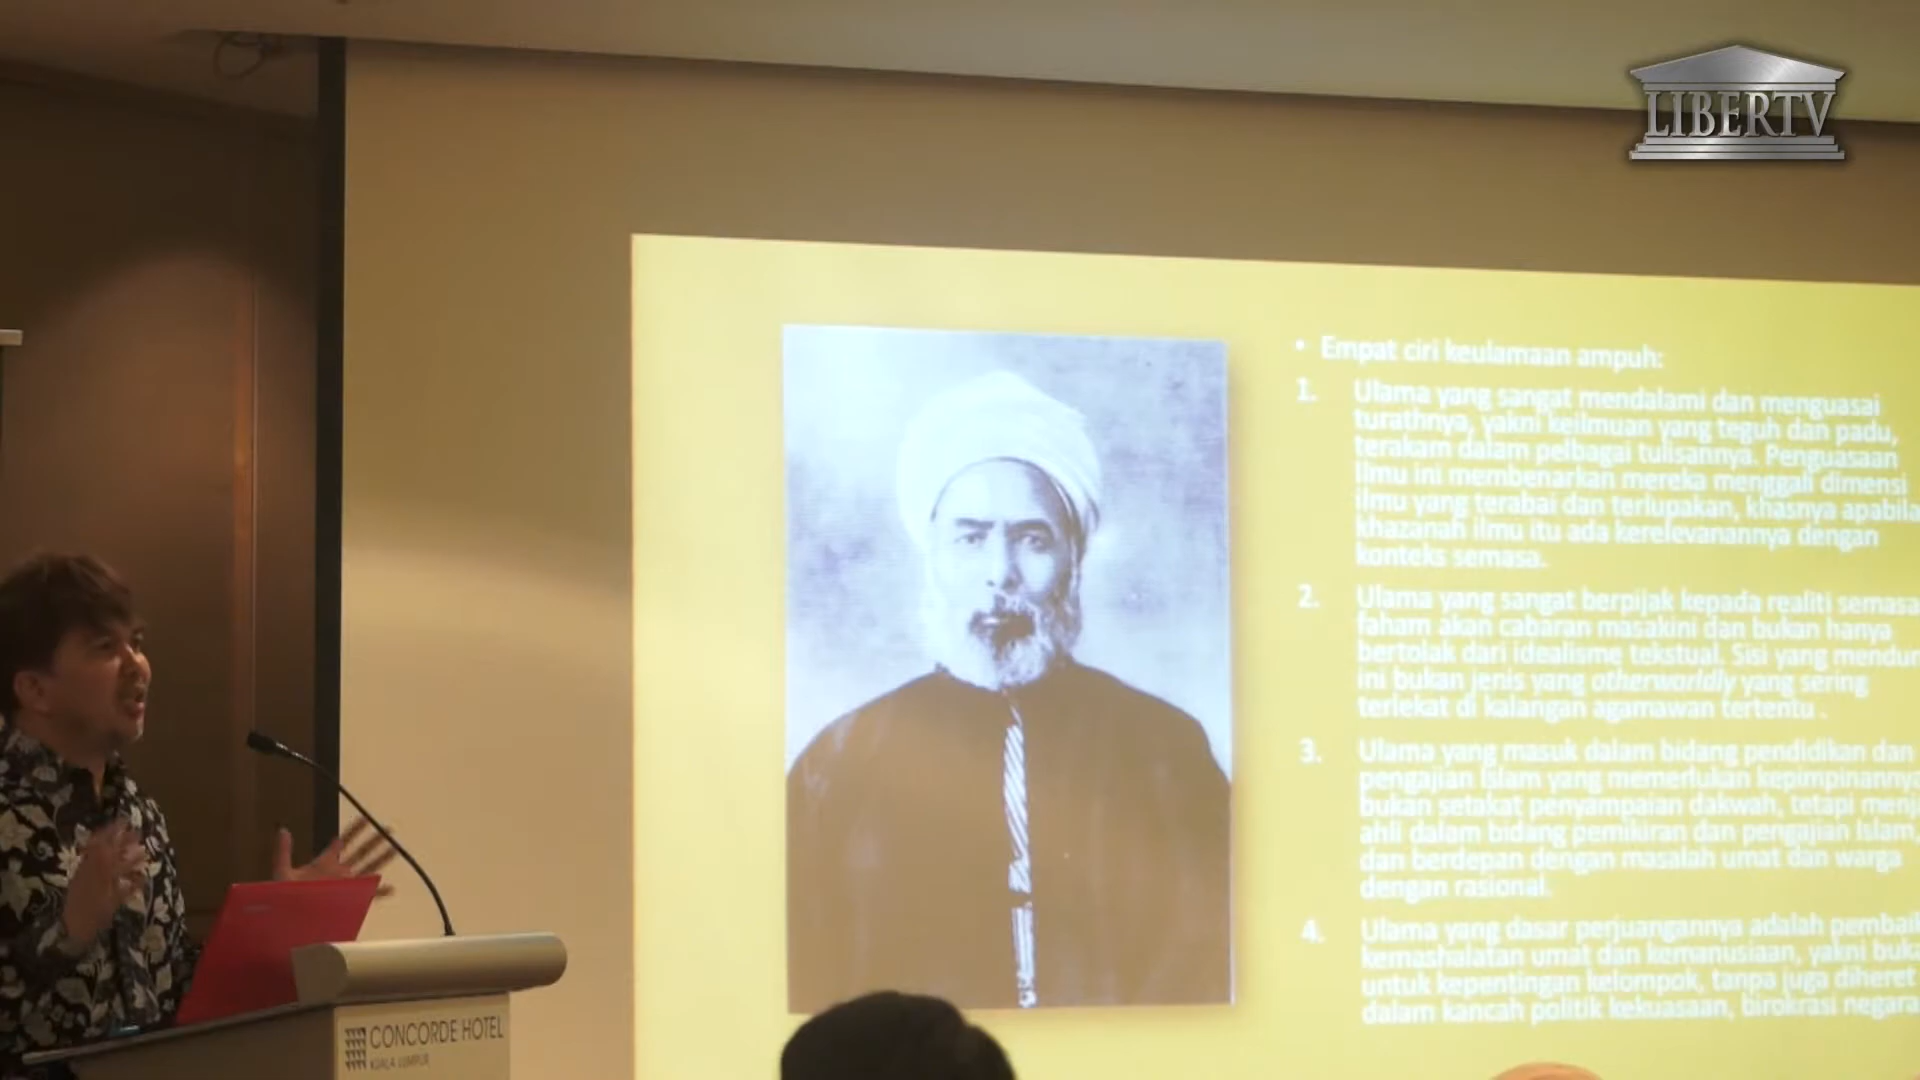 LIBERTV
• Empat ciri keulamaan ampuh:
1. Ulama yang sangat mendalami dan menguasai
turathnya, yakni keilmuan yang teguh dan padu,
terakam dalam pelbagai tulisannya. Penguasaan
ilmu ini membenarkan mereka menggali dimensi
ilmu yang terabai dan terlupakan, khasnya apabila
khazanah ilmu itu ada kerelevanannya dengan
konteks semasa.
2. Ulama yang sangat berpijak kepada realiti semasa
faham akan cabaran masakini dan bukan hanya
bertolak dari idealisme tekstual. Sisi yang
ini bukan jenis yang otherworldly yang sering
terlekat di kalangan agamawan tertentu .
3. Ulama yang masuk dalam bidang pendidikan dan
pengajian Islam yang memerlukan kepimpinannya
bukan setakat penyampaian dakwah, tetapi
ahli dalam bidang pemikiran dan pengajian Islam,
dan berdepan dengan masalah umat dan warga
dengan rasional.
4. Ulama yang dasar perjuangannya adalah
kemashalatan umat dan kemanusiaan, yakni
untuk kepentingan kelompok, tanpa juga diheret
dalam kancah politik kekuasaan, birokrasi negara
CONCORDE HOTEL
KUALA LUMPUR